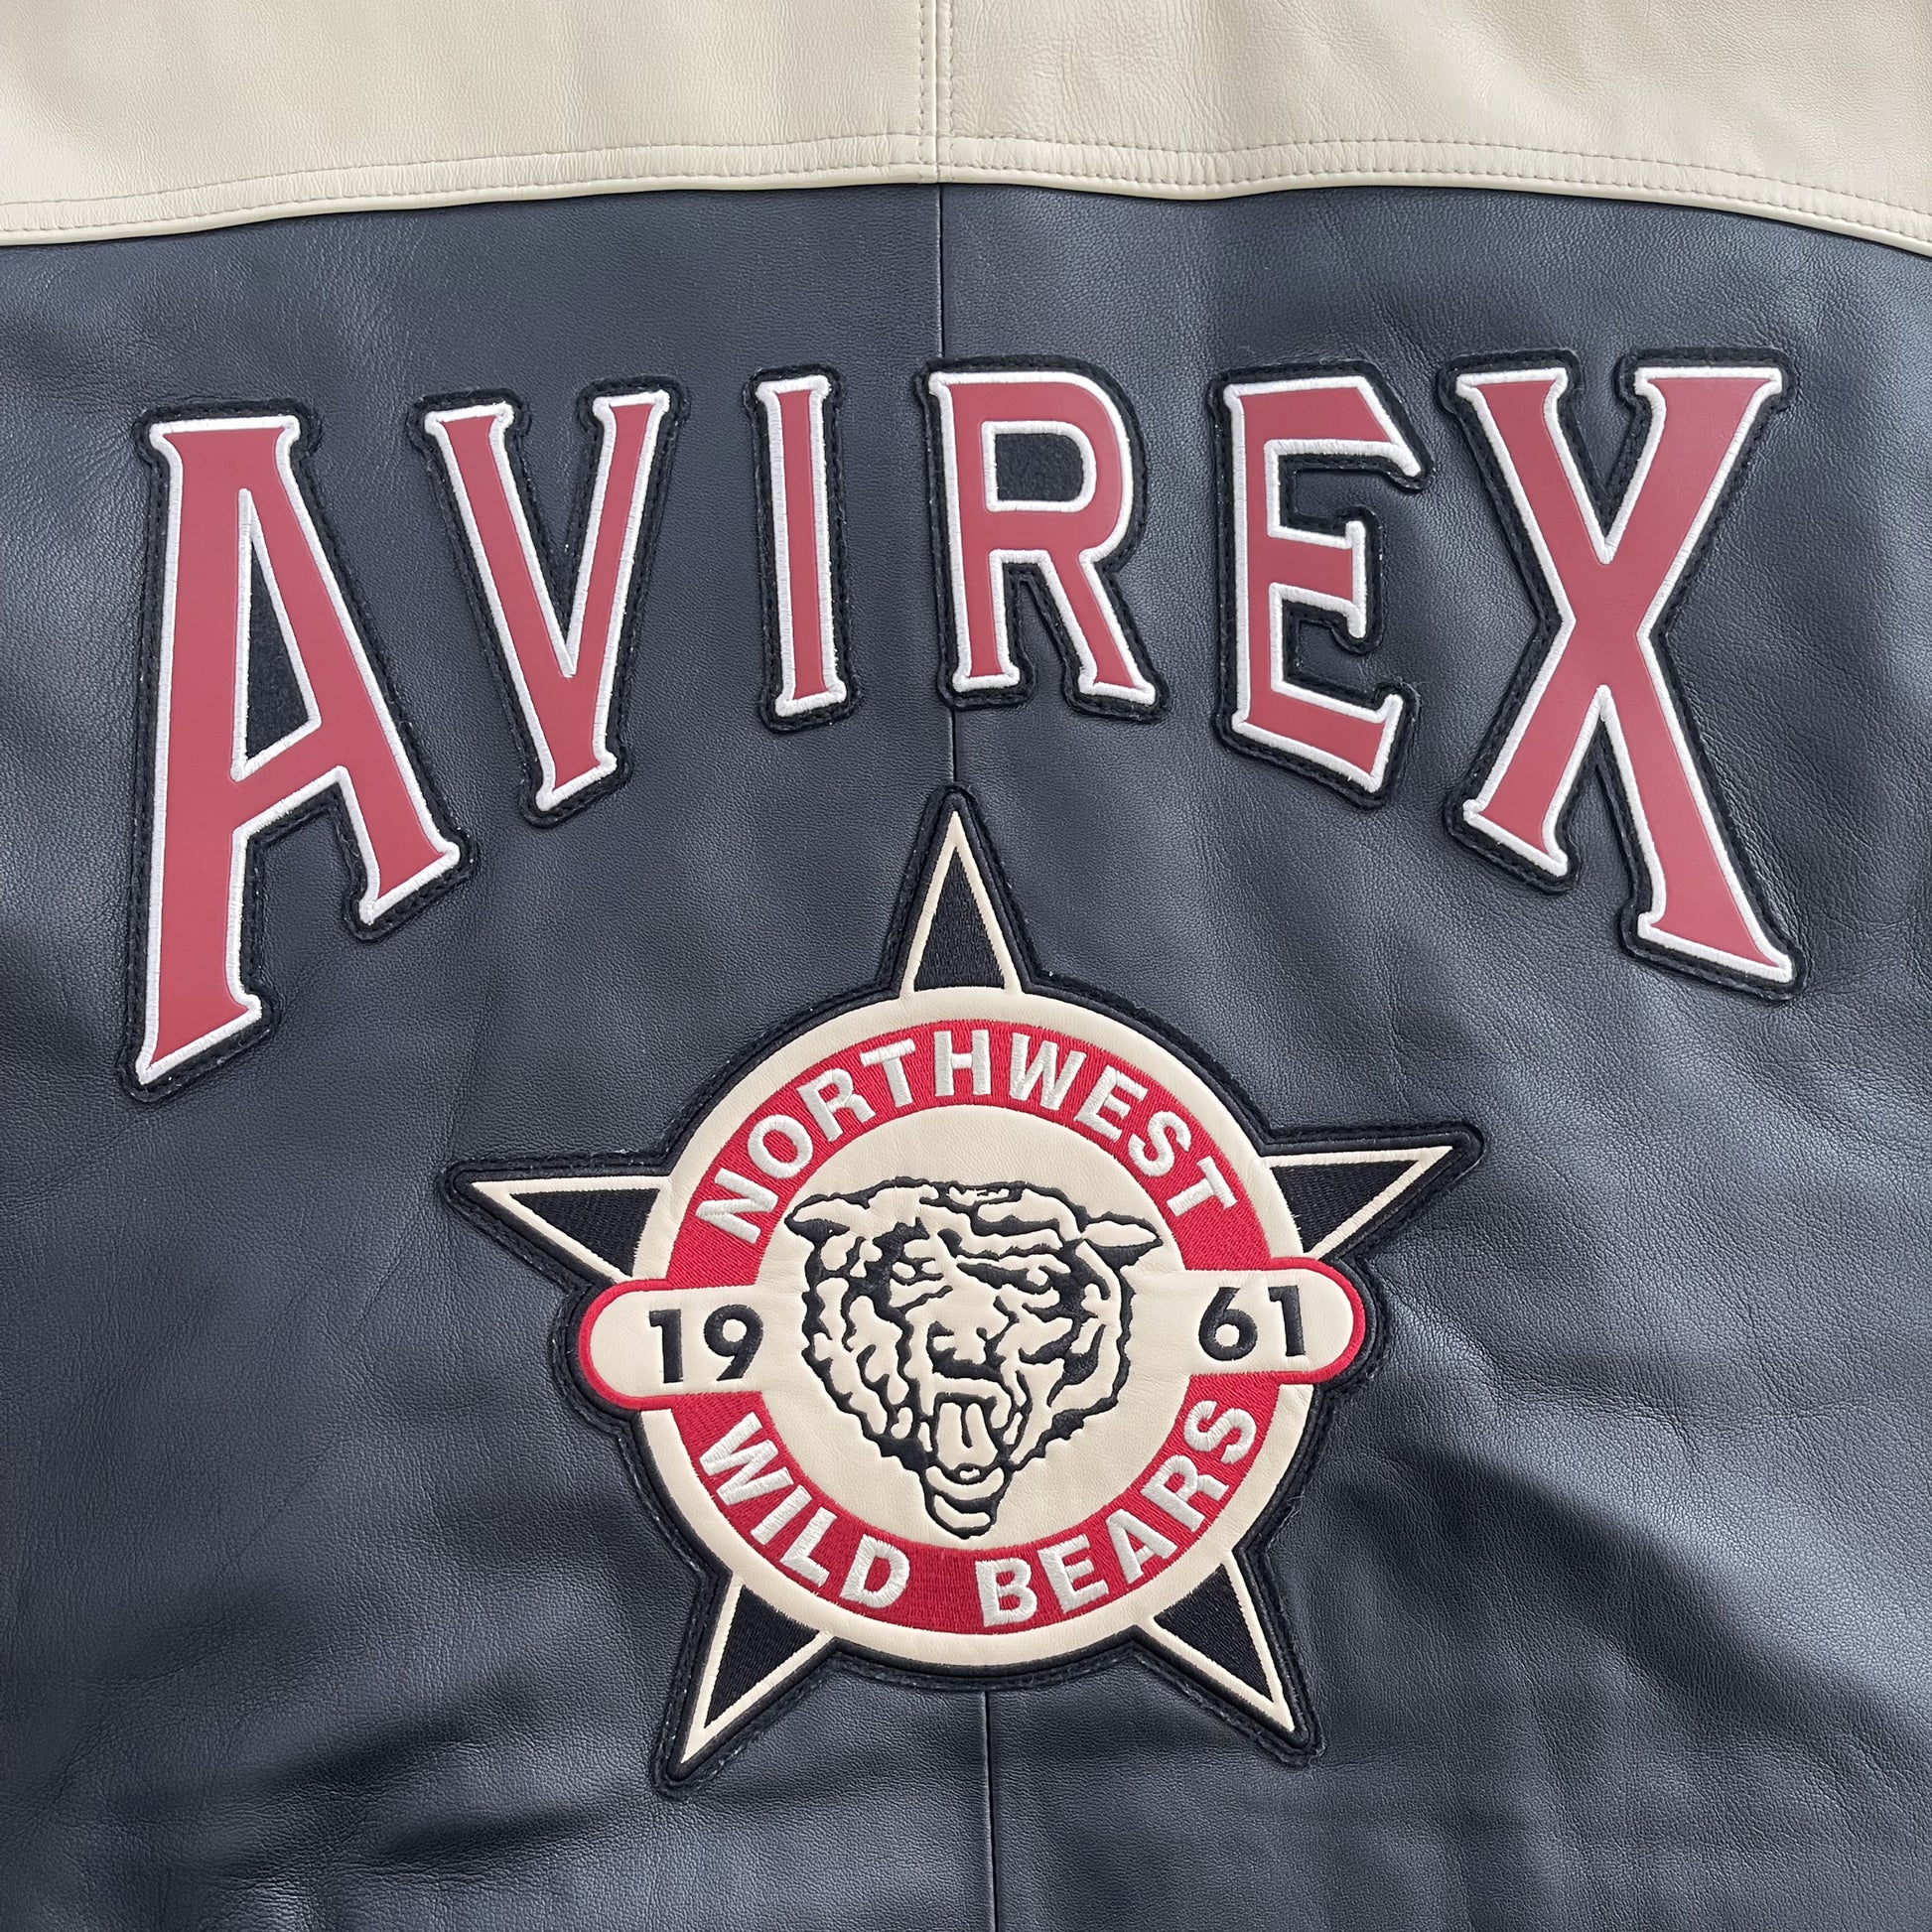 AVIREX
NORTHWEST
19 61
WILD BEARS